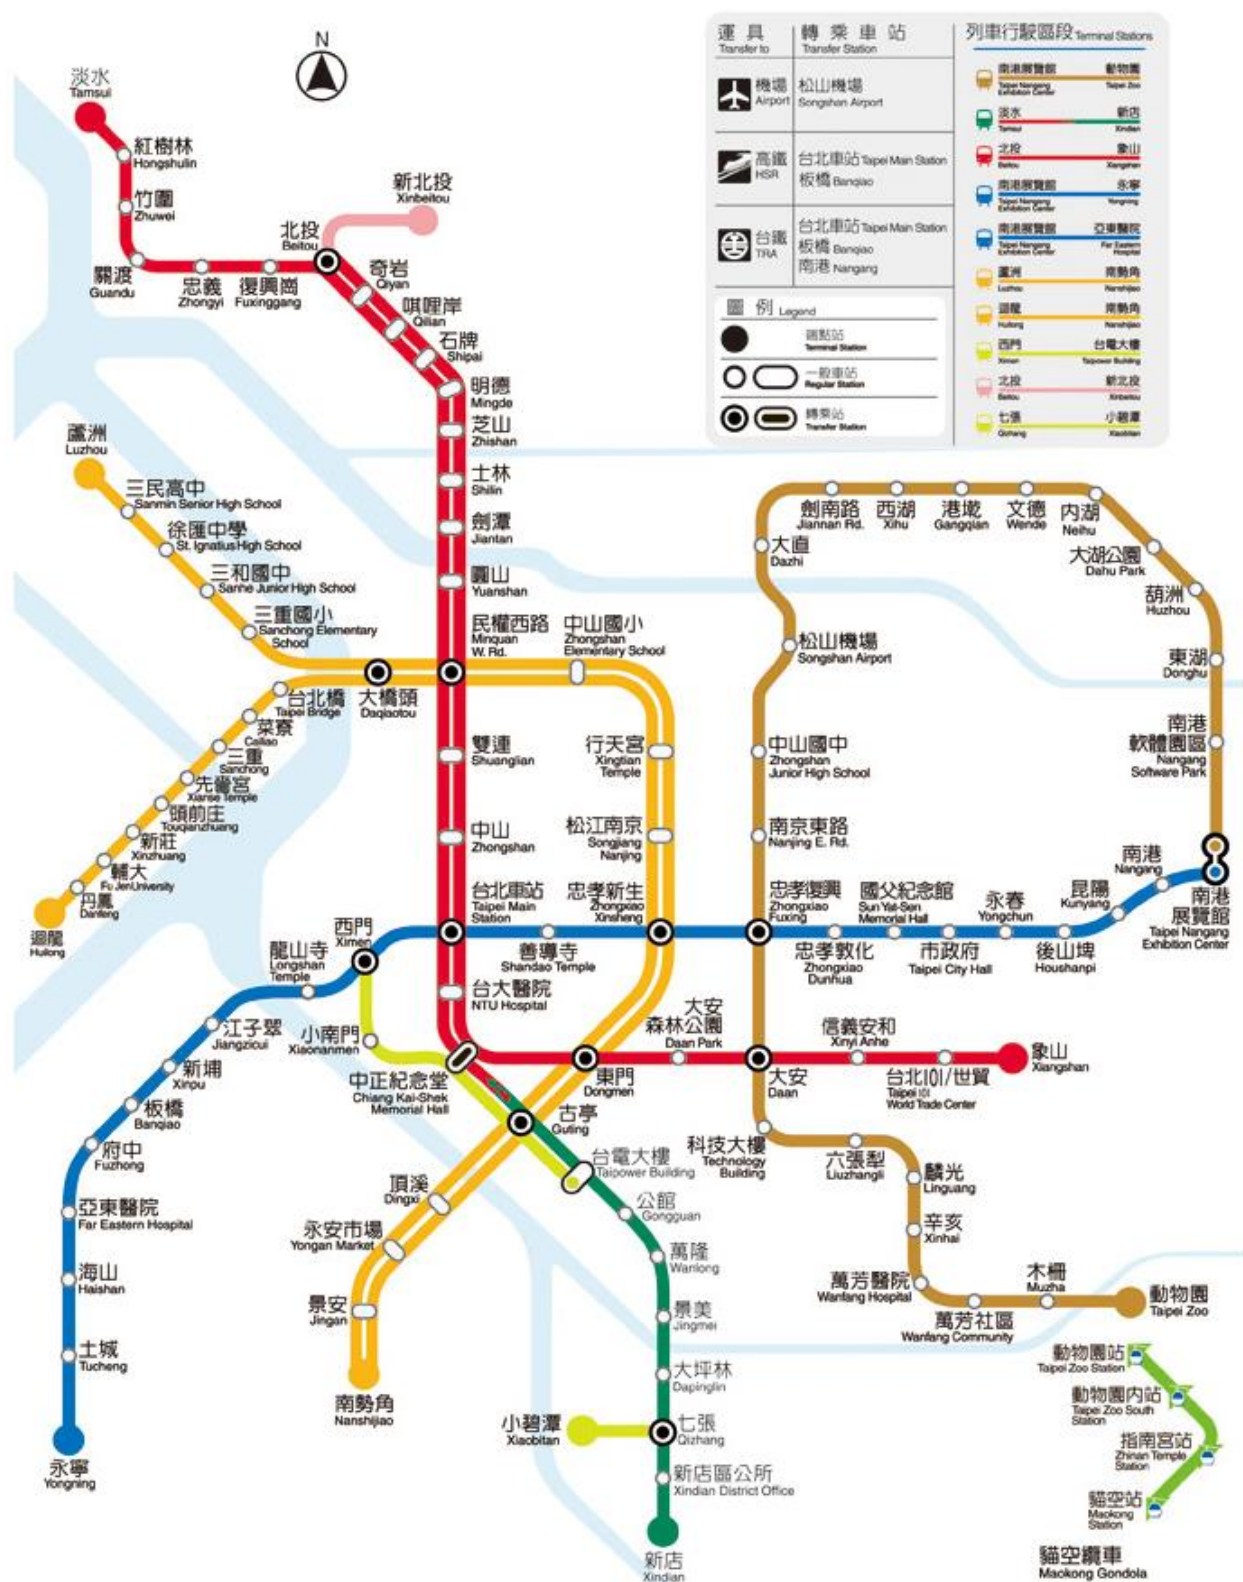 運具
Transfer to
轉乘車站
Transfer Station
機場
Airport
松山機場
Songshan Airport
高鐵
HSR
台北車站 Taipei Main Station
板橋 Banqiao
台鐵
TRA
台北車站 Taipei Main Station
板橋 Banqiao
南港 Nangang
圖例 Legend
端點站
Terminal Station
一般車站
Regular Station
轉乘站
Transfer Station
列車行駛區段 Terminal Stations
南港展覽館 動物園
Taipei Nangang Exhibition Center Taipei Zoo
淡水 新店
Tamsui Xindian
北投 象山
Beitou Xiangshan
南港展覽館 永寧
Taipei Nangang Exhibition Center Yongning
南港展覽館 亞東醫院
Taipei Nangang Exhibition Center Far Eastern Hospital
蘆洲 南勢角
Luzhou Nanshijiao
迴龍 南勢角
Huilong Nanshijiao
西門 台電大樓
Ximen Taipower Building
北投 新北投
Beitou Xinbeitou
七張 小碧潭
Qizhang Xiaobitan
N
淡水
Tamsui
紅樹林
Hongshulin
竹圍
Zhuwei
關渡
Guandu
忠義
Zhongyi
復興崗
Fuxinggang
北投
Beitou
新北投
Xinbeitou
奇岩
Qiyan
唭哩岸
Qilian
石牌
Shipai
明德
Mingde
芝山
Zhishan
士林
Shilin
劍潭
Jiantan
圓山
Yuanshan
民權西路
Minquan
W. Rd.
中山國小
Zhongshan
Elementary School
蘆洲
Luzhou
三民高中
Sanmin Senior High School
徐匯中學
St. Ignatius High School
三和國中
Sanhe Junior High School
三重國小
Sanchong Elementary
School
台北橋
Taipei Bridge
大橋頭
Daqiaotou
菜寮
Cailiao
三重
Sanchong
先嗇宮
Xianse Temple
頭前庄
Touqianzhuang
新莊
Xinzhuang
輔大
Fu Jen University
丹鳳
Danfeng
迴龍
Huilong
雙連
Shuanglian
中山
Zhongshan
台北車站
Taipei Main
Station
行天宮
Xingtian
Temple
松江南京
Songjiang
Nanjing
忠孝新生
Zhongxiao
Xinsheng
善導寺
Shandao Temple
台大醫院
NTU Hospital
西門
Ximen
龍山寺
Longshan
Temple
江子翠
Jiangzicui
新埔
Xinpu
板橋
Banqiao
府中
Fuzhong
亞東醫院
Far Eastern Hospital
海山
Haishan
土城
Tucheng
永寧
Yongning
小南門
Xiaonanmen
中正紀念堂
Chiang Kai-Shek
Memorial Hall
東門
Dongmen
大安
森林公園
Daan Park
大安
Daan
信義安和
Xinyi Anhe
台北101/世貿
Taipei 101
World Trade Center
象山
Xiangshan
古亭
Guting
台電大樓
Taipower Building
頂溪
Dingxi
永安市場
Yongan Market
景安
Jingan
南勢角
Nanshijiao
公館
Gongguan
萬隆
Wanlong
景美
Jingmei
大坪林
Dapinglin
小碧潭
Xiaobitan
七張
Qizhang
新店區公所
Xindian District Office
新店
Xindian
劍南路
Jiannan Rd.
西湖
Xihu
港墘
Gangqian
文德
Wende
內湖
Neihu
大湖公園
Dahu Park
葫洲
Huzhou
東湖
Donghu
南港
軟體園區
Nangang
Software Park
大直
Dazhi
松山機場
Songshan Airport
中山國中
Zhongshan
Junior High School
南京東路
Nanjing E. Rd.
忠孝復興
Zhongxiao
Fuxing
忠孝敦化
Zhongxiao
Dunhua
國父紀念館
Sun Yat-Sen
Memorial Hall
市政府
Taipei City Hall
永春
Yongchun
後山埤
Houshanpi
昆陽
Kunyang
南港
Nangang
南港
展覽館
Taipei Nangang
Exhibition Center
科技大樓
Technology
Building
六張犁
Liuzhangli
麟光
Linguang
辛亥
Xinhai
萬芳醫院
Wanfang Hospital
萬芳社區
Wanfang Community
木柵
Muzha
動物園
Taipei Zoo
動物園站
Taipei Zoo Station
動物園內站
Taipei Zoo South
Station
指南宮站
Zhinan Temple
Station
貓空站
Maokong
Station
貓空纜車
Maokong Gondola